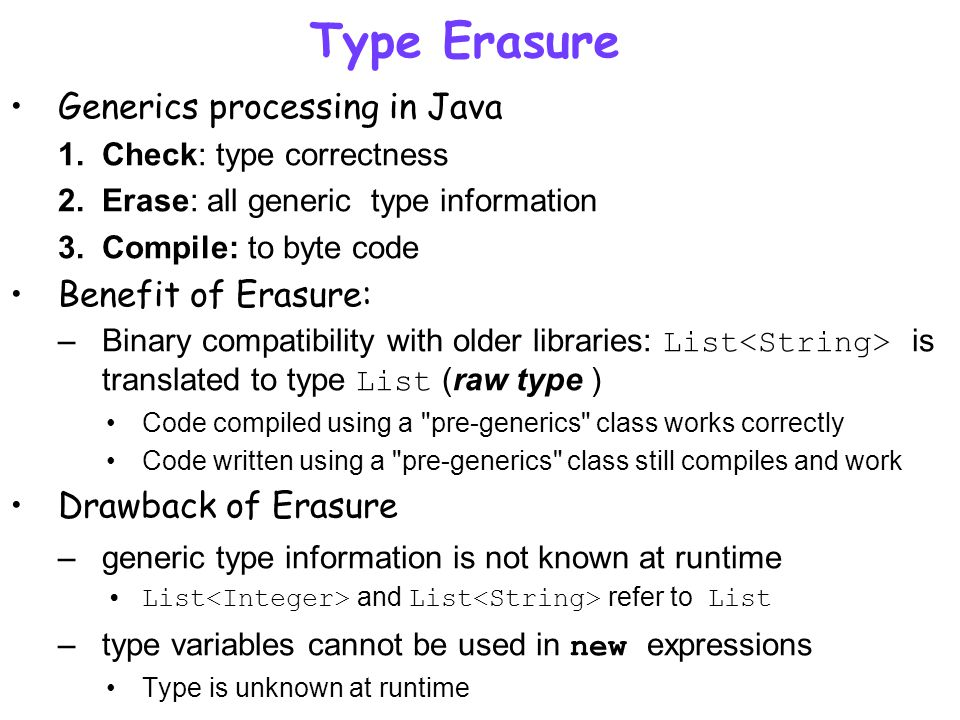 Type Erasure
• Generics processing in Java
1. Check: type correctness
2. Erase: all generic type information
3. Compile: to byte code
• Benefit of Erasure:
– Binary compatibility with older libraries: List<String> is
translated to type List (raw type )
• Code compiled using a "pre-generics" class works correctly
• Code written using a "pre-generics" class still compiles and work
• Drawback of Erasure
– generic type information is not known at runtime
• List<Integer> and List<String> refer to List
– type variables cannot be used in new expressions
• Type is unknown at runtime